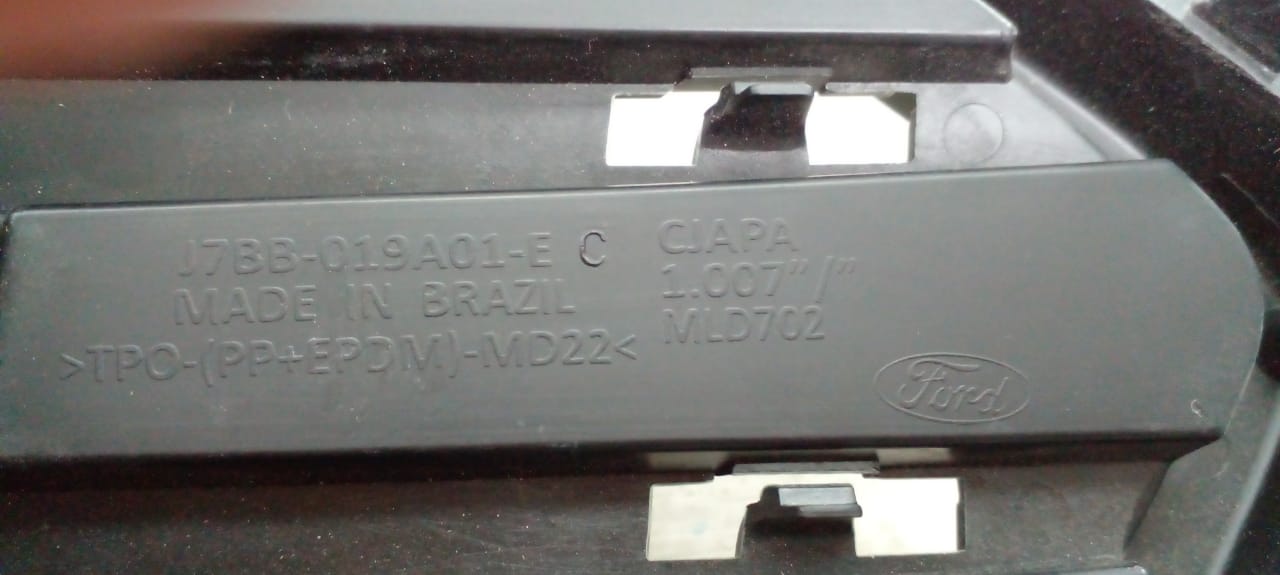 J7BB-019A01-E C
MADE IN BRAZIL
>TPO-(PP+EPDM)-MD22<
CJAPA
1.007"/"
MLD702
Ford